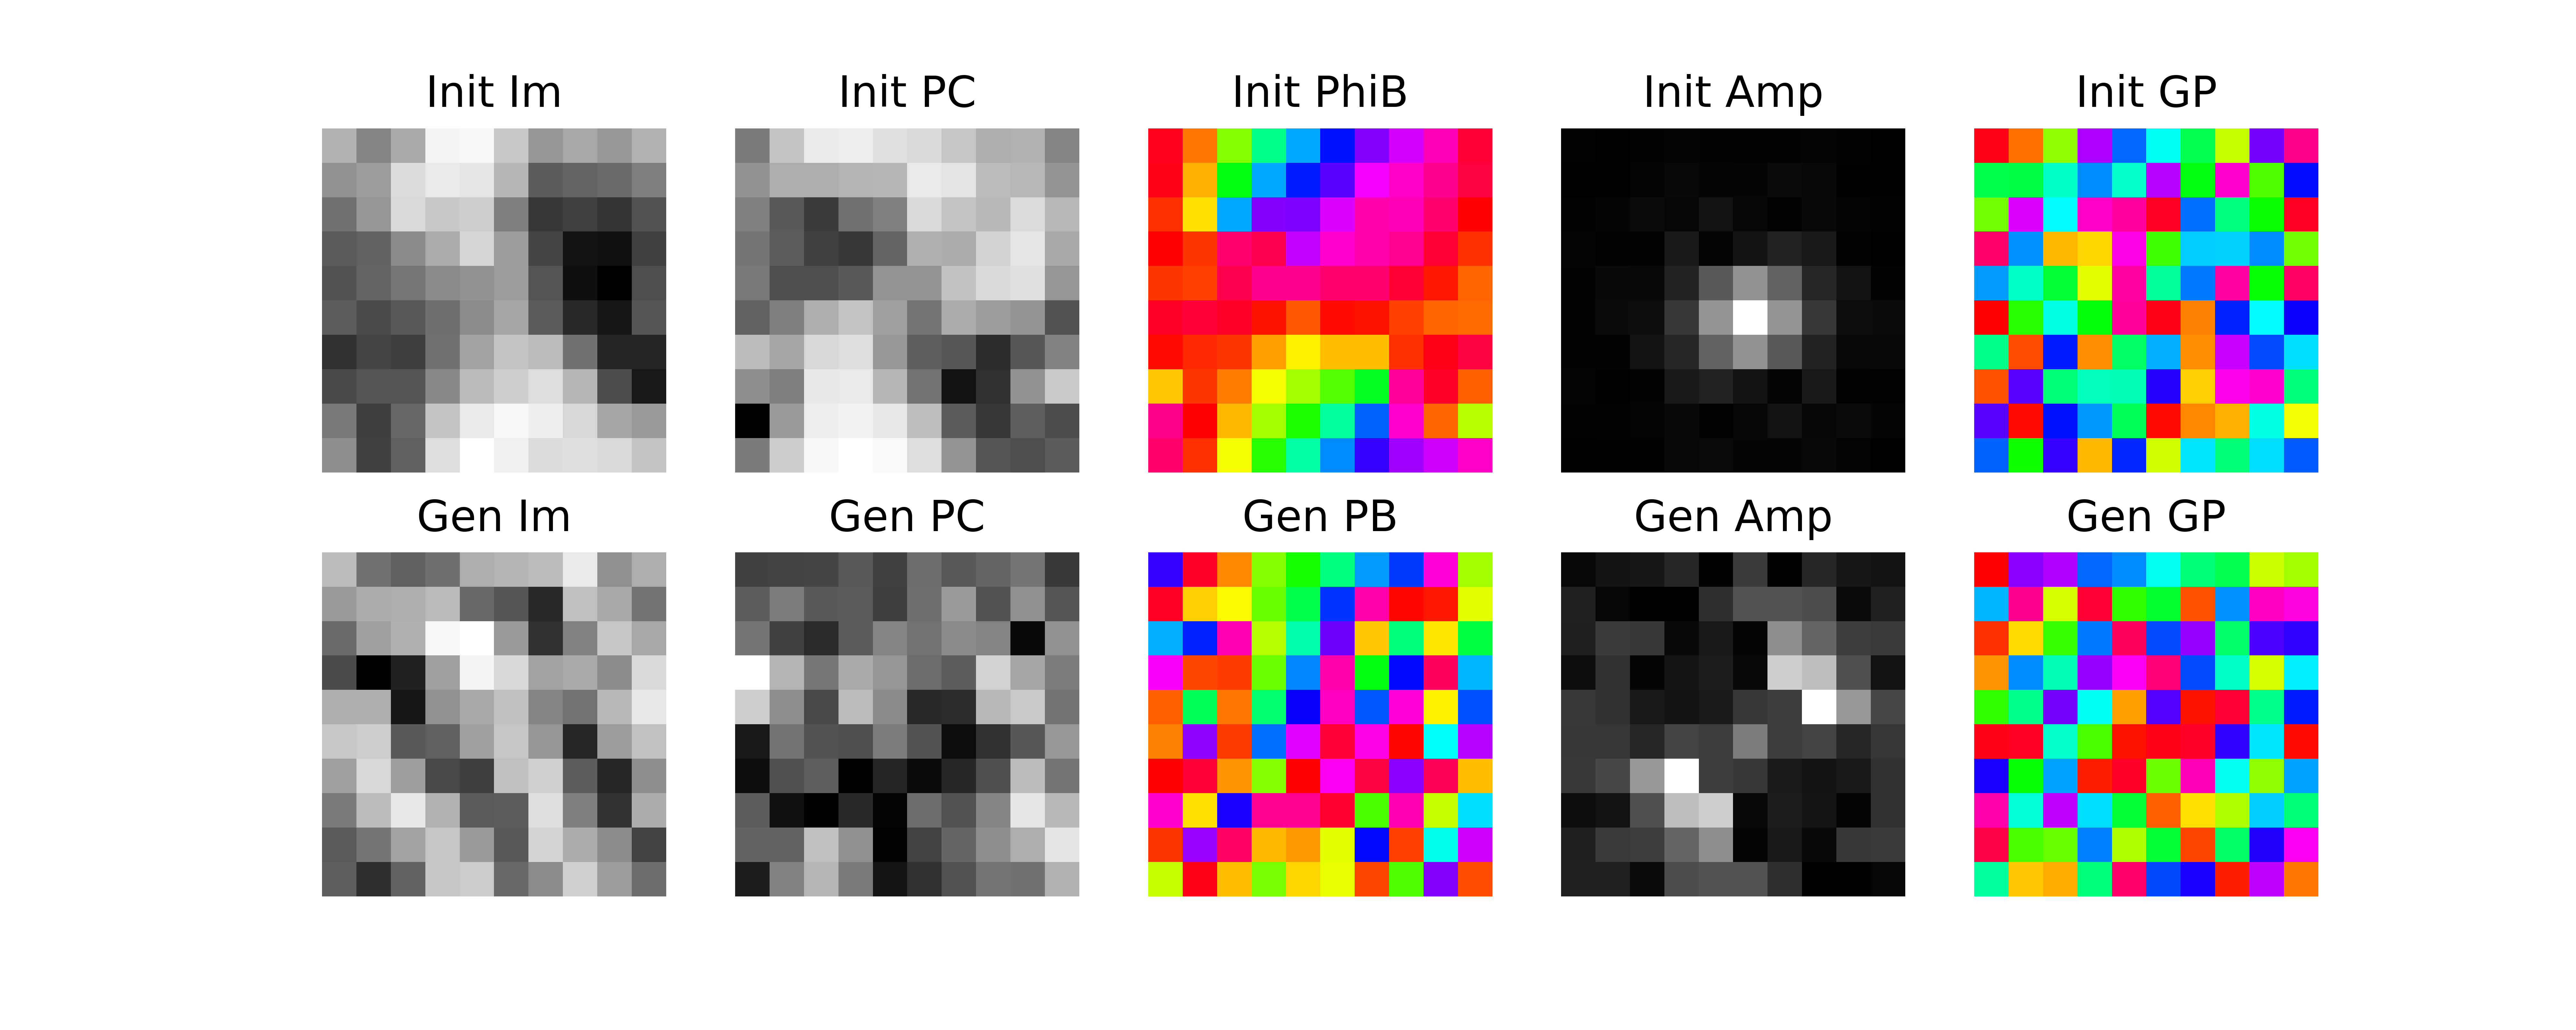 Init Im Init PC Init PhiB Init Amp Init GP
Gen Im Gen PC Gen PB Gen Amp Gen GP